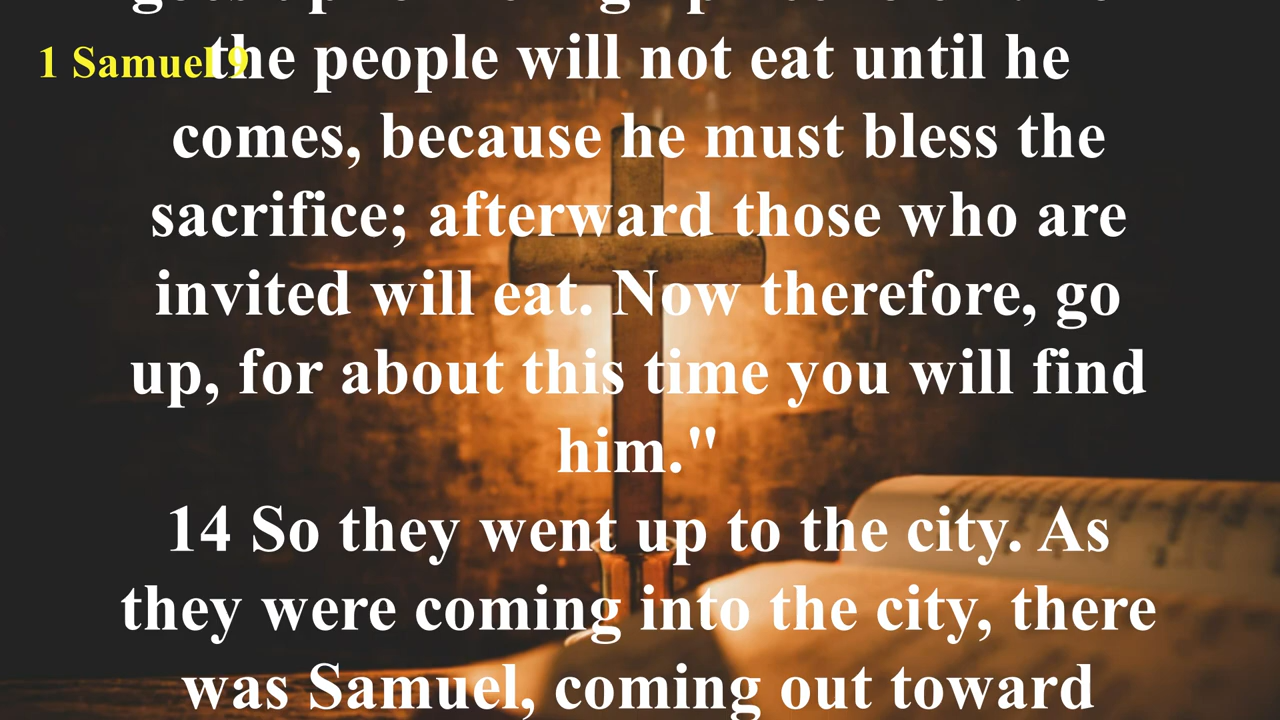 1 Samuel 9
the people will not eat until he
comes, because he must bless the
sacrifice; afterward those who are
invited will eat. Now therefore, go
up, for about this time you will find
him."
14 So they went up to the city. As
they were coming into the city, there
was Samuel, coming out toward